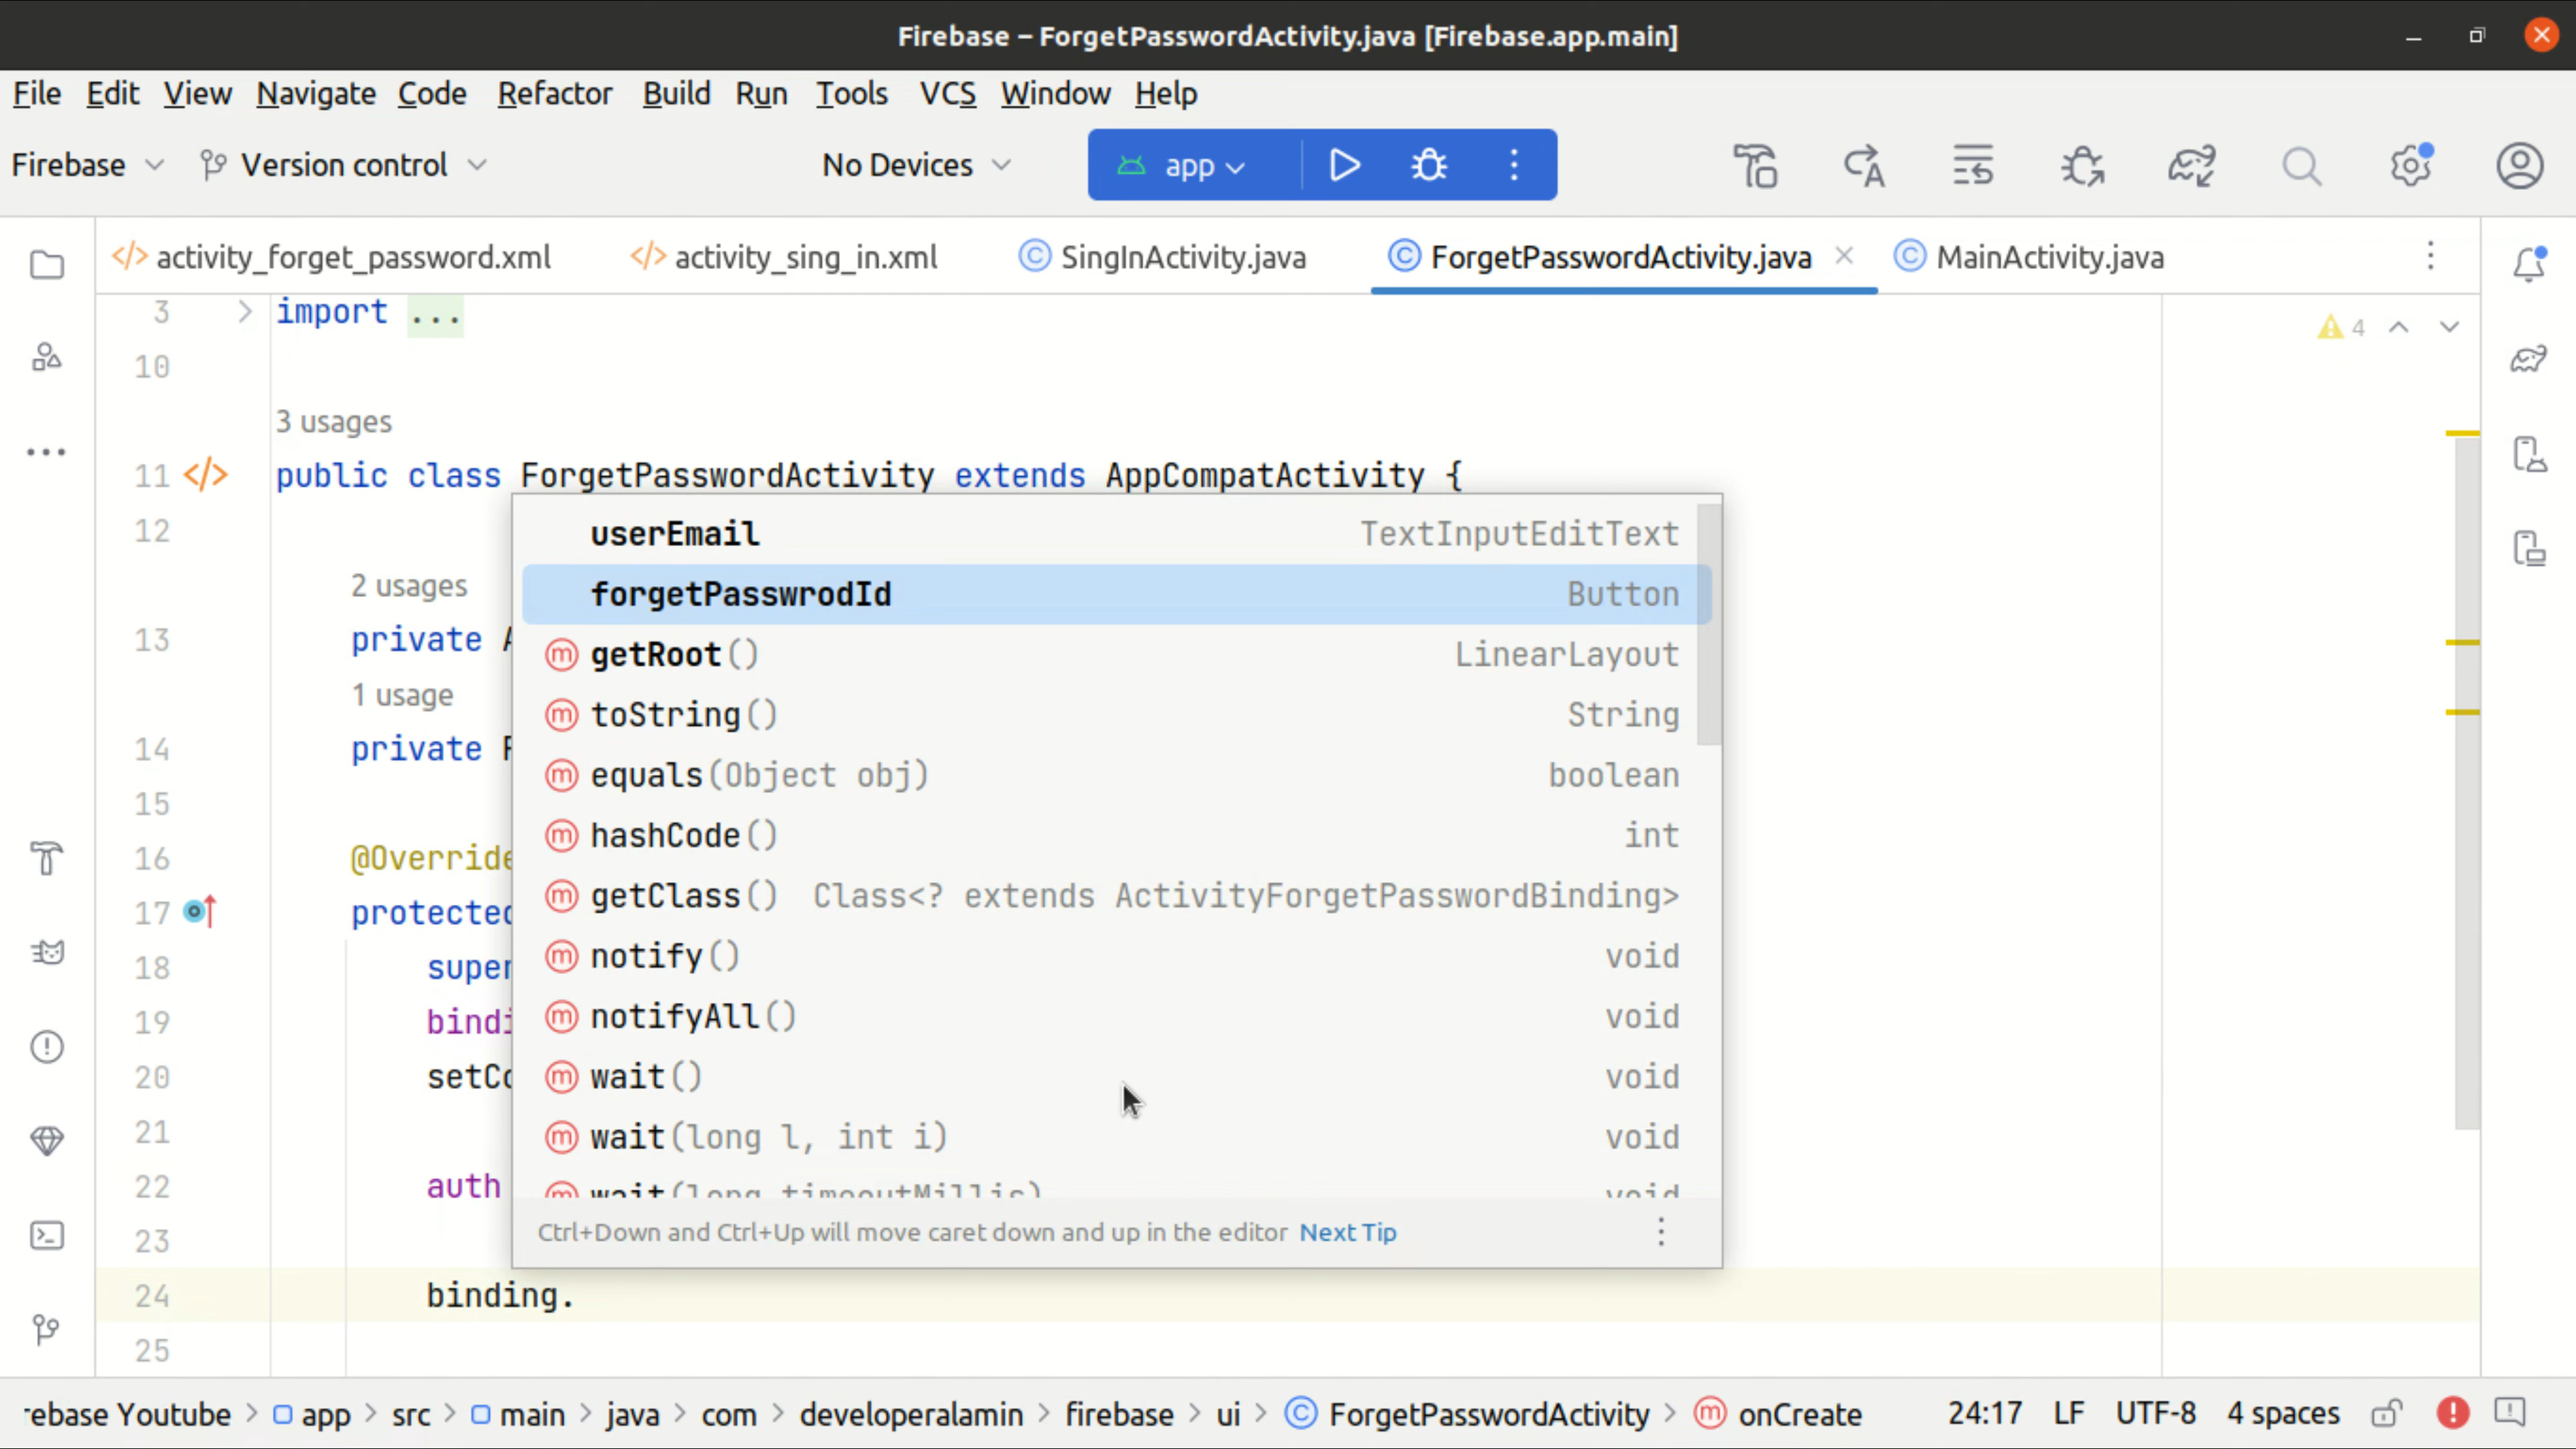 Firebase – ForgetPasswordActivity.java [Firebase.app.main]
File Edit View Navigate Code Refactor Build Run Tools VCS Window Help
Firebase Version control No Devices app
activity_forget_password.xml activity_sing_in.xml SingInActivity.java ForgetPasswordActivity.java MainActivity.java
3 import ...
4
10
3 usages
11 public class ForgetPasswordActivity extends AppCompatActivity {
12
2 usages
13 private A
1 usage
14 private F
15
16 @Override
17 protected
18 super
19 bindi
20 setCo
21
22 auth
23
24 binding.
25
userEmail TextInputEditText
forgetPasswrodId Button
getRoot() LinearLayout
toString() String
equals(Object obj) boolean
hashCode() int
getClass() Class<? extends ActivityForgetPasswordBinding>
notify() void
notifyAll() void
wait() void
wait(long l, int i) void
wait(long timeoutMillis) void
Ctrl+Down and Ctrl+Up will move caret down and up in the editor Next Tip
rebase Youtube > app > src > main > java > com > developeralamin > firebase > ui > ForgetPasswordActivity > onCreate 24:17 LF UTF-8 4 spaces